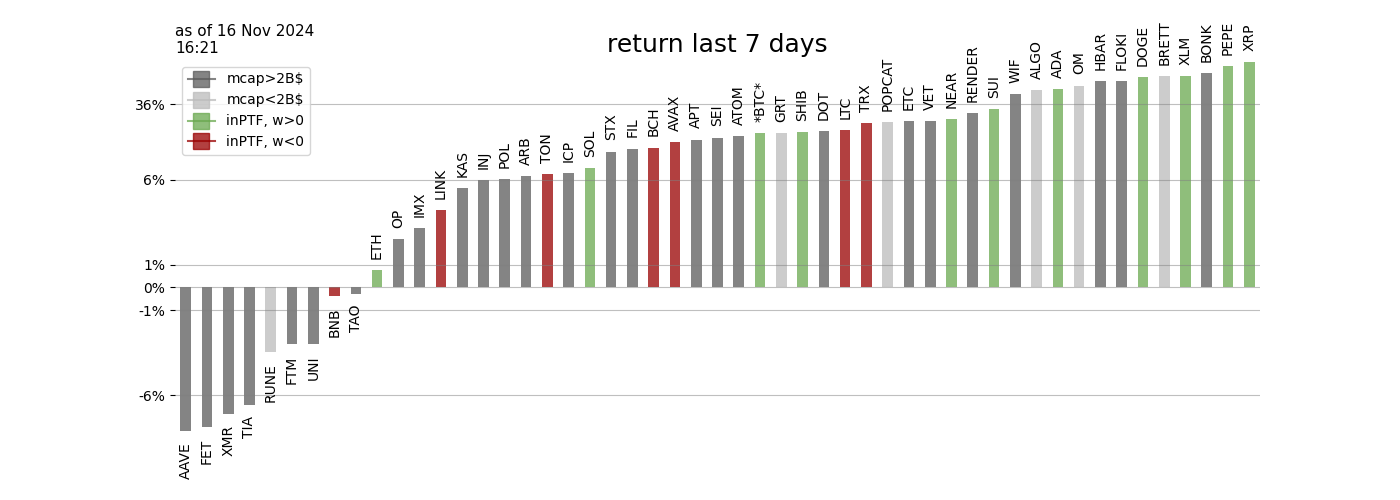 as of 16 Nov 2024
16:21
return last 7 days
mcap>2B$
mcap<2B$
inPTF, w>0
inPTF, w<0
36%
6%
1%
0%
-1%
-6%
AAVE
FET
XMR
TIA
RUNE
FTM
UNI
BNB
TAO
ETH
OP
IMX
LINK
KAS
INJ
POL
ARB
TON
ICP
SOL
STX
FIL
BCH
AVAX
APT
SEI
ATOM
*BTC*
GRT
SHIB
DOT
LTC
TRX
POPCAT
ETC
VET
NEAR
RENDER
SUI
WIF
ALGO
ADA
OM
HBAR
FLOKI
DOGE
BRETT
XLM
BONK
PEPE
XRP